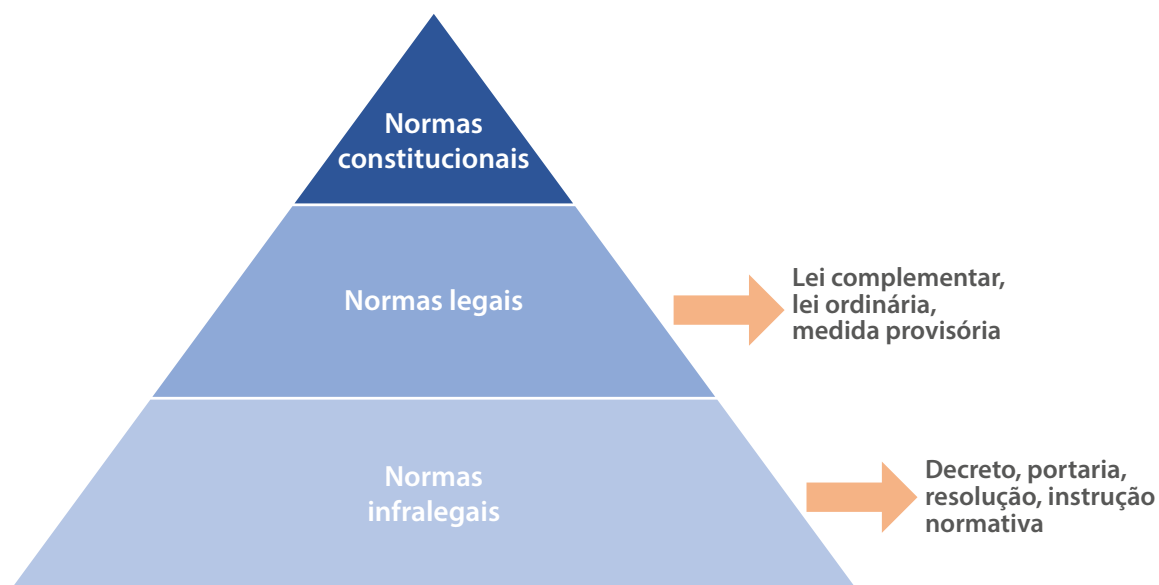 Normas
constitucionais
Normas legais
Lei complementar,
lei ordinária,
medida provisória
Normas
infralegais
Decreto, portaria,
resolução, instrução
normativa